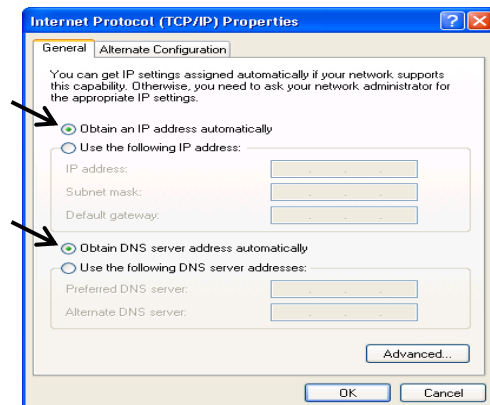 Internet Protocol (TCP/IP) Properties
General
Alternate Configuration
You can get IP settings assigned automatically if your network supports
this capability. Otherwise, you need to ask your network administrator for
the appropriate IP settings.
Obtain an IP address automatically
Use the following IP address:
IP address:
Subnet mask:
Default gateway:
Obtain DNS server address automatically
Use the following DNS server addresses:
Preferred DNS server:
Alternate DNS server:
Advanced...
OK
Cancel